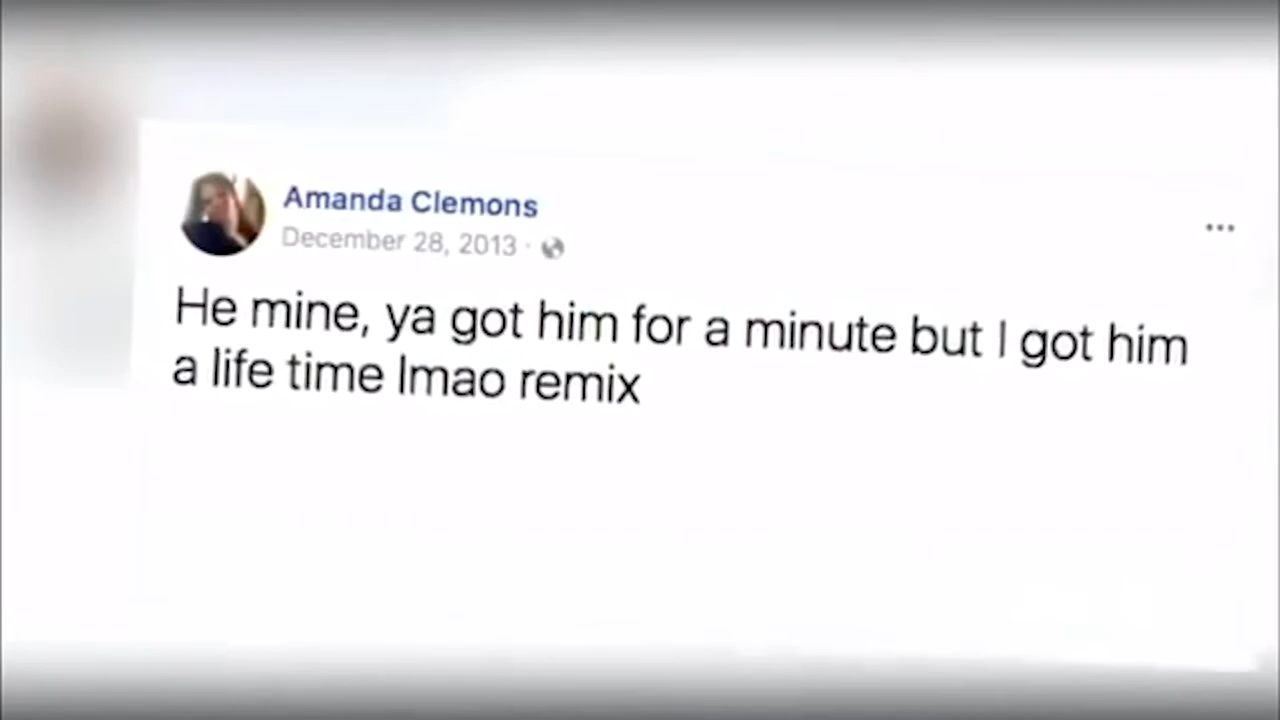 Amanda Clemons
December 28, 2013 ·
He mine, ya got him for a minute but I got him
a life time lmao remix